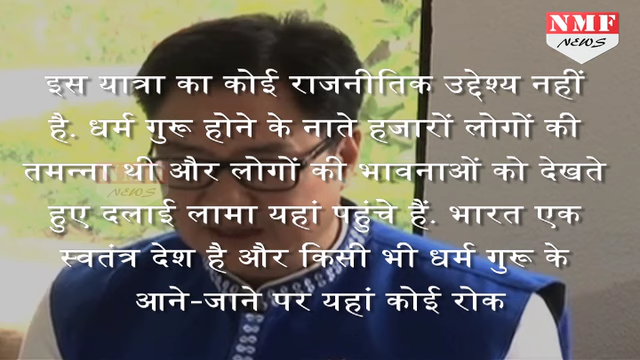 NMF
NEWS
इस यात्रा का कोई राजनीतिक उद्देश्य नहीं
है. धर्म गुरू होने के नाते हजारों लोगों की
तमन्ना थी और लोगों की भावनाओं को देखते
हुए दलाई लामा यहां पहुंचे हैं. भारत एक
स्वतंत्र देश है और किसी भी धर्म गुरू के
आने-जाने पर यहां कोई रोक
NEWS